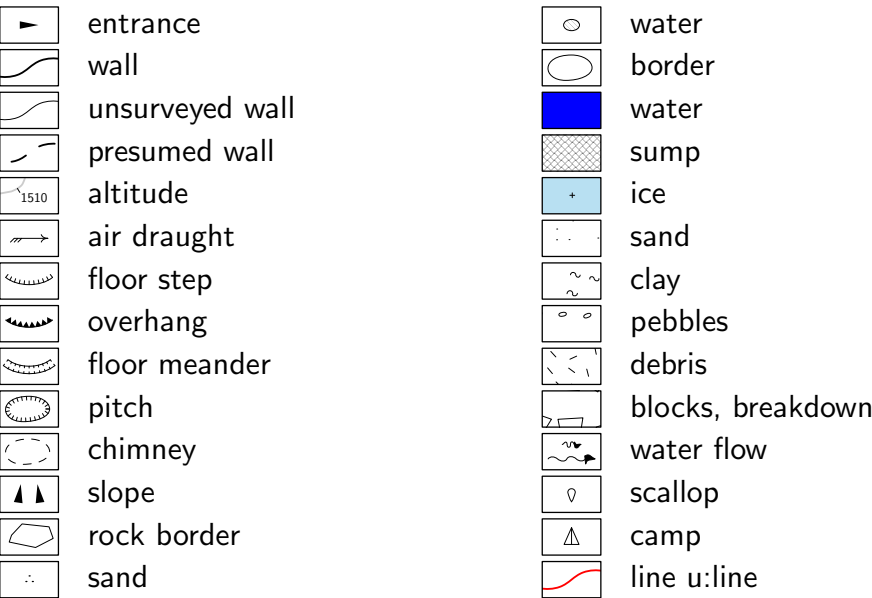 entrance
wall
unsurveyed wall
presumed wall
1510 altitude
air draught
floor step
overhang
floor meander
pitch
chimney
slope
rock border
sand
water
border
water
sump
ice
sand
clay
pebbles
debris
blocks, breakdown
water flow
scallop
camp
line u:line